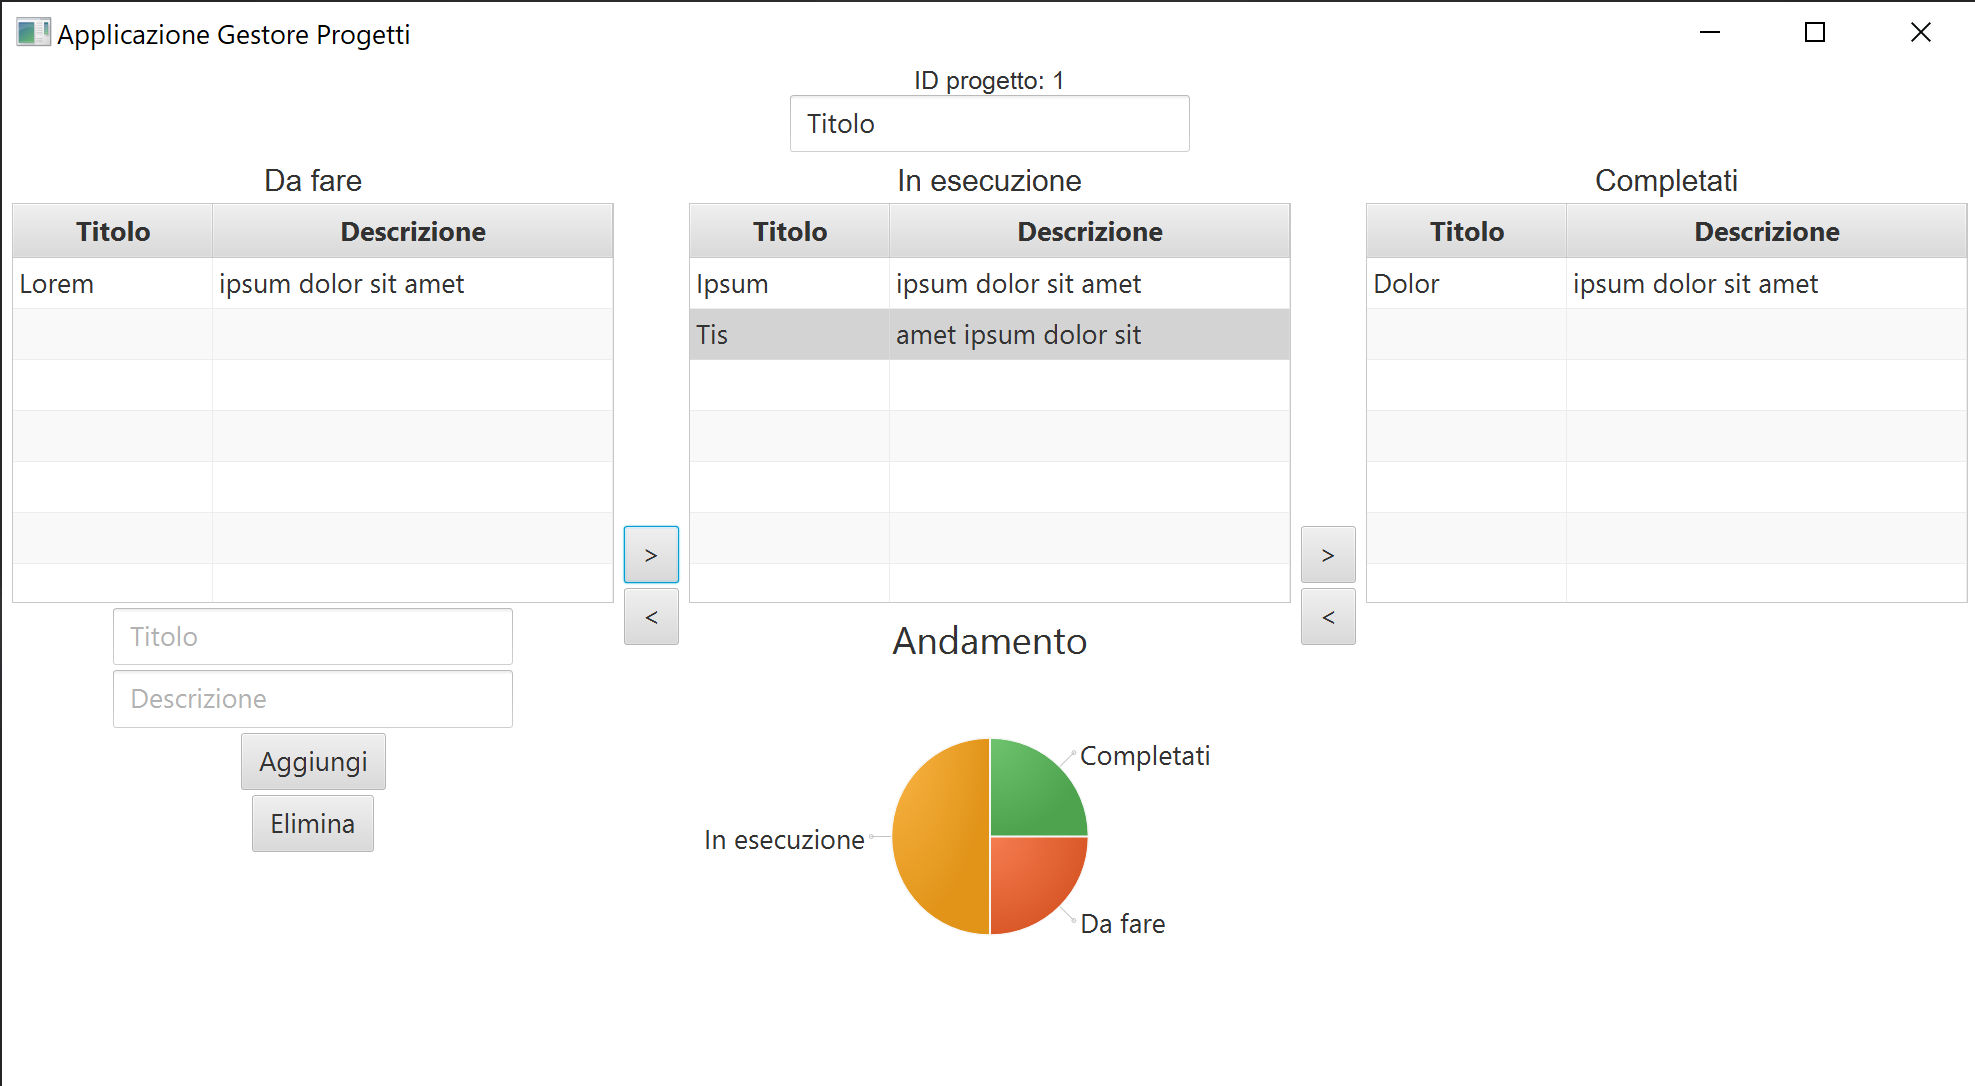 Applicazione Gestore Progetti
ID progetto: 1
Titolo
Da fare
In esecuzione
Completati
Titolo Descrizione
Titolo Descrizione
Titolo Descrizione
Lorem ipsum dolor sit amet
Ipsum ipsum dolor sit amet
Dolor ipsum dolor sit amet
Tis amet ipsum dolor sit
>
>
<
<
Titolo
Descrizione
Aggiungi
Elimina
Andamento
Completati
In esecuzione
Da fare